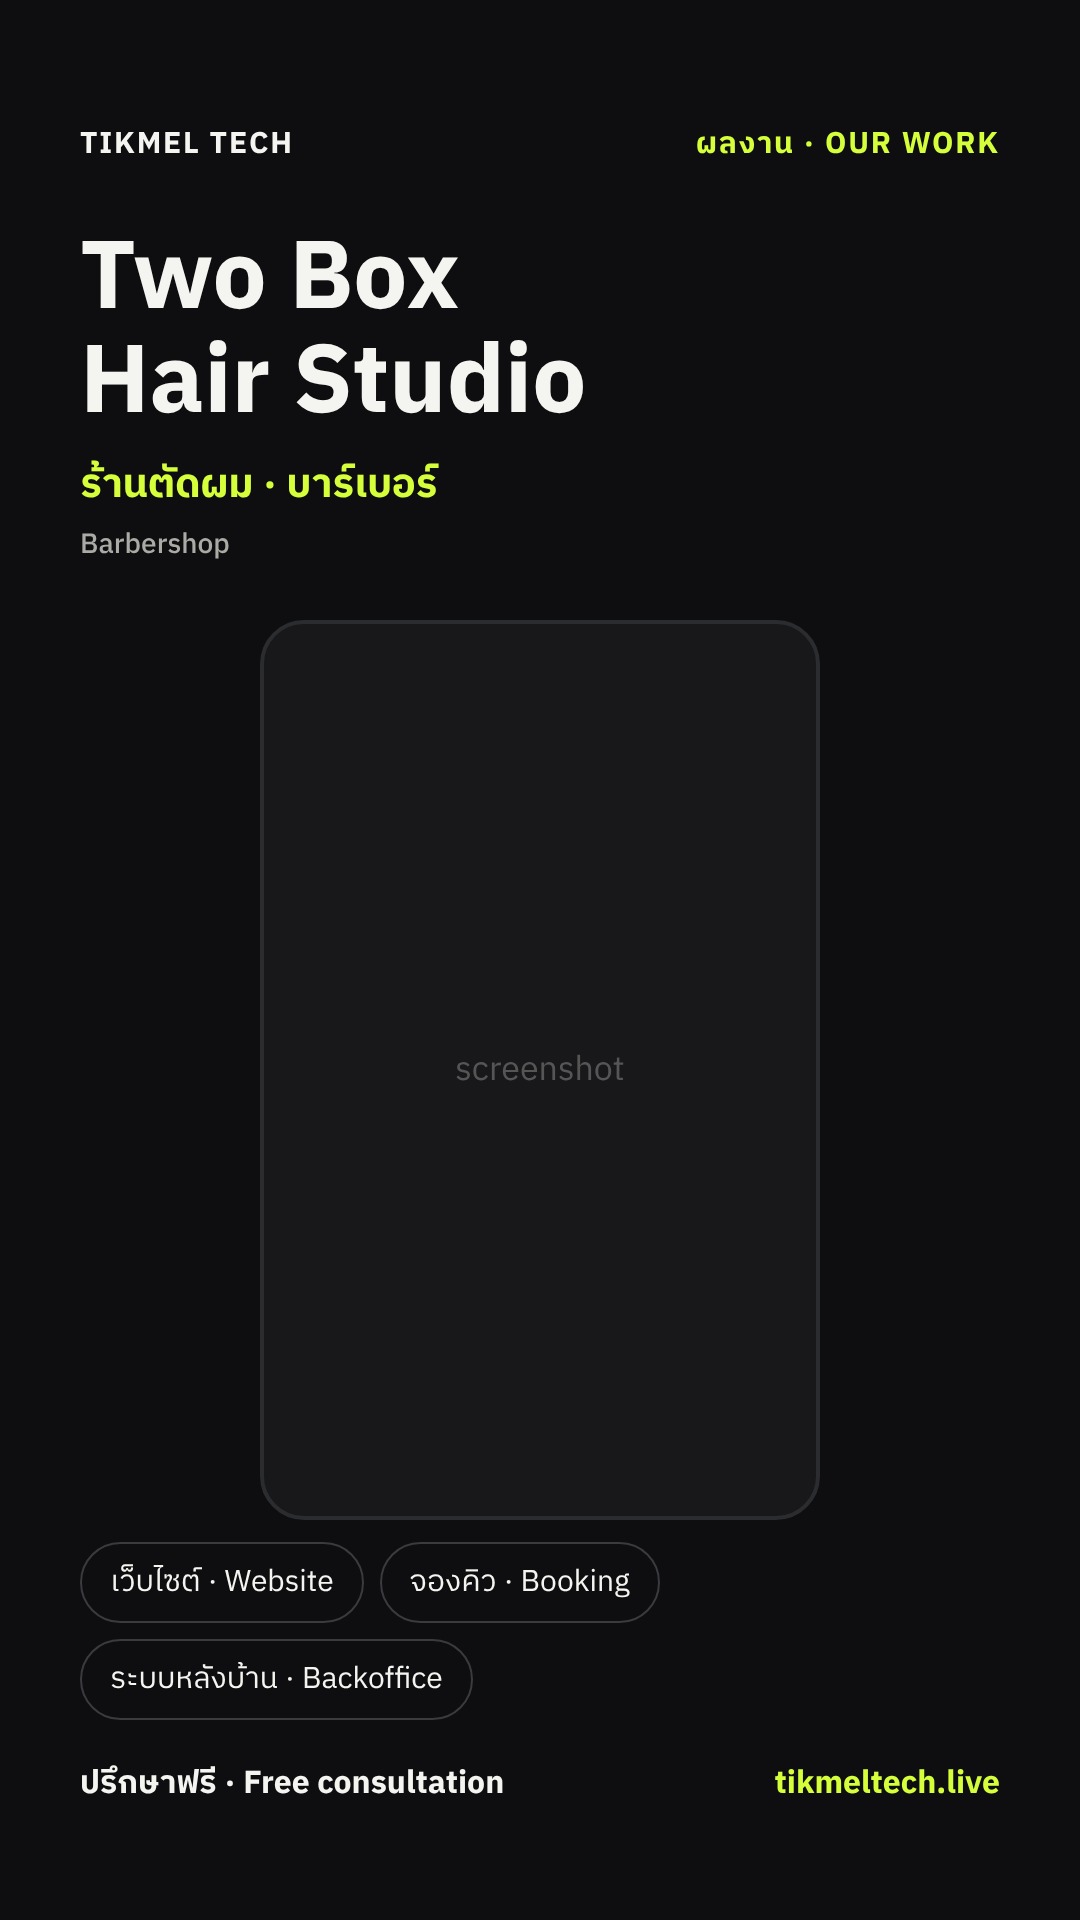 TIKMEL TECH
ผลงาน · OUR WORK
Two Box
Hair Studio
ร้านตัดผม · บาร์เบอร์
Barbershop
screenshot
เว็บไซต์ · Website
จองคิว · Booking
ระบบหลังบ้าน · Backoffice
ปรึกษาฟรี · Free consultation
tikmeltech.live